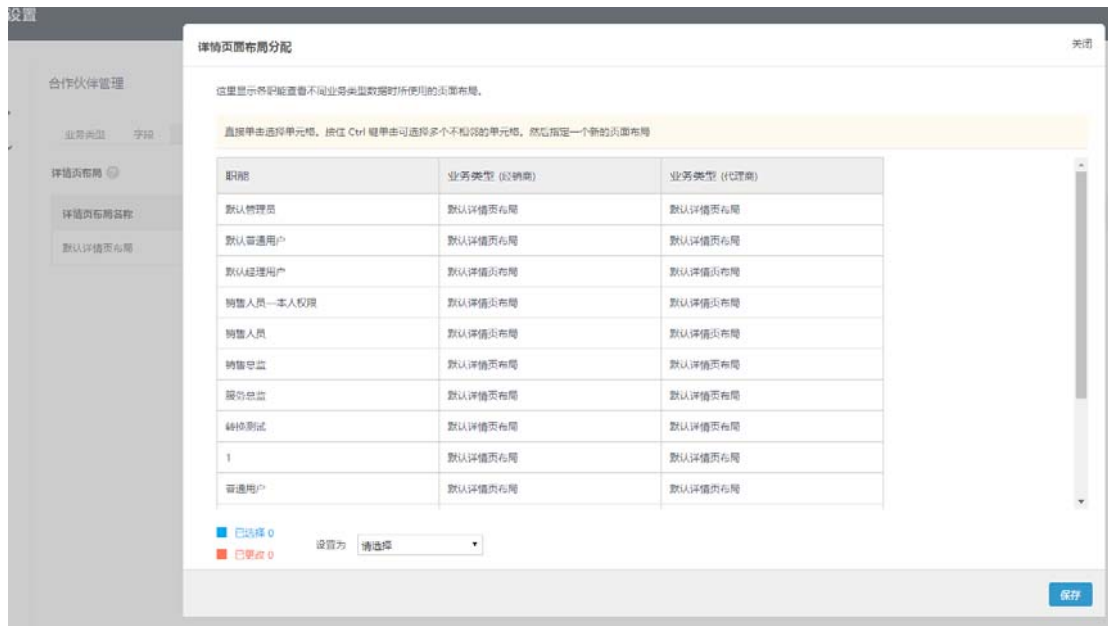 设置
详情页面布局分配
关闭
合作伙伴管理
这里显示各职能查看不同业务类型数据时所使用的页面布局。
业务类型 字段
直接单击选择单元格。按住 Ctrl 键单击可选择多个不相邻的单元格。然后指定一个新的页面布局
详情页布局
职能 业务类型 (经销商) 业务类型 (代理商)
详情页布局名称
默认管理员 默认详情页布局 默认详情页布局
默认普通用户 默认详情页布局 默认详情页布局
默认详情页布局
默认经理用户 默认详情页布局 默认详情页布局
销售人员—本人权限 默认详情页布局 默认详情页布局
销售人员 默认详情页布局 默认详情页布局
销售总监 默认详情页布局 默认详情页布局
服务总监 默认详情页布局 默认详情页布局
转换测试 默认详情页布局 默认详情页布局
1 默认详情页布局 默认详情页布局
普通用户 默认详情页布局 默认详情页布局
已选择 0
设置为 请选择
已更改 0
保存